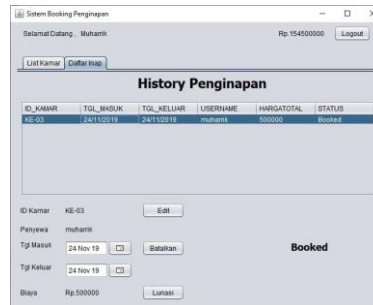 Sistem Booking Penginapan
Selamat Datang , Muharrik Rp.154500000 Logout
List Kamar Daftar Inap
History Penginapan
ID_KAMAR TGL_MASUK TGL_KELUAR USERNAME HARGATOTAL STATUS
KE-03 24/11/2019 24/11/2019 muharrik 500000 Booked
ID Kamar KE-03 Edit
Penyewa muharrik
Tgl Masuk 24 Nov 19 Batalkan Booked
Tgl Keluar 24 Nov 19
Biaya Rp.500000 Lunasi